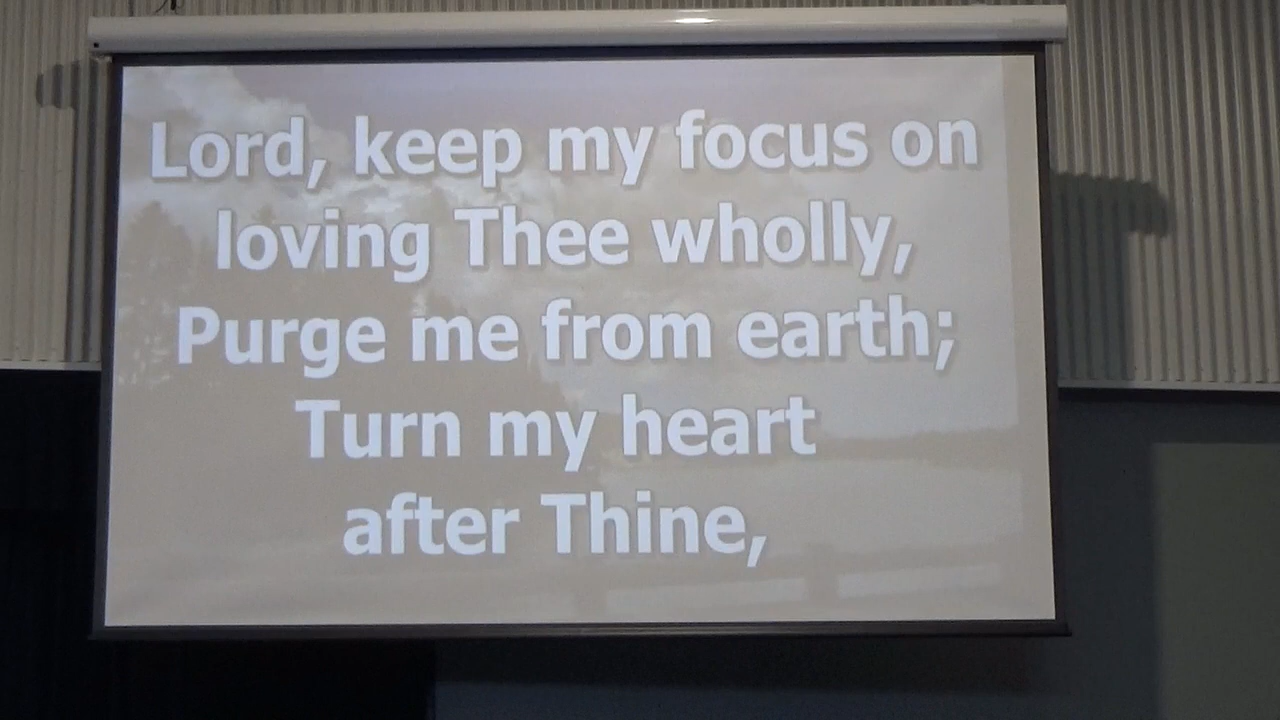 Lord, keep my focus on
loving Thee wholly,
Purge me from earth;
Turn my heart
after Thine,